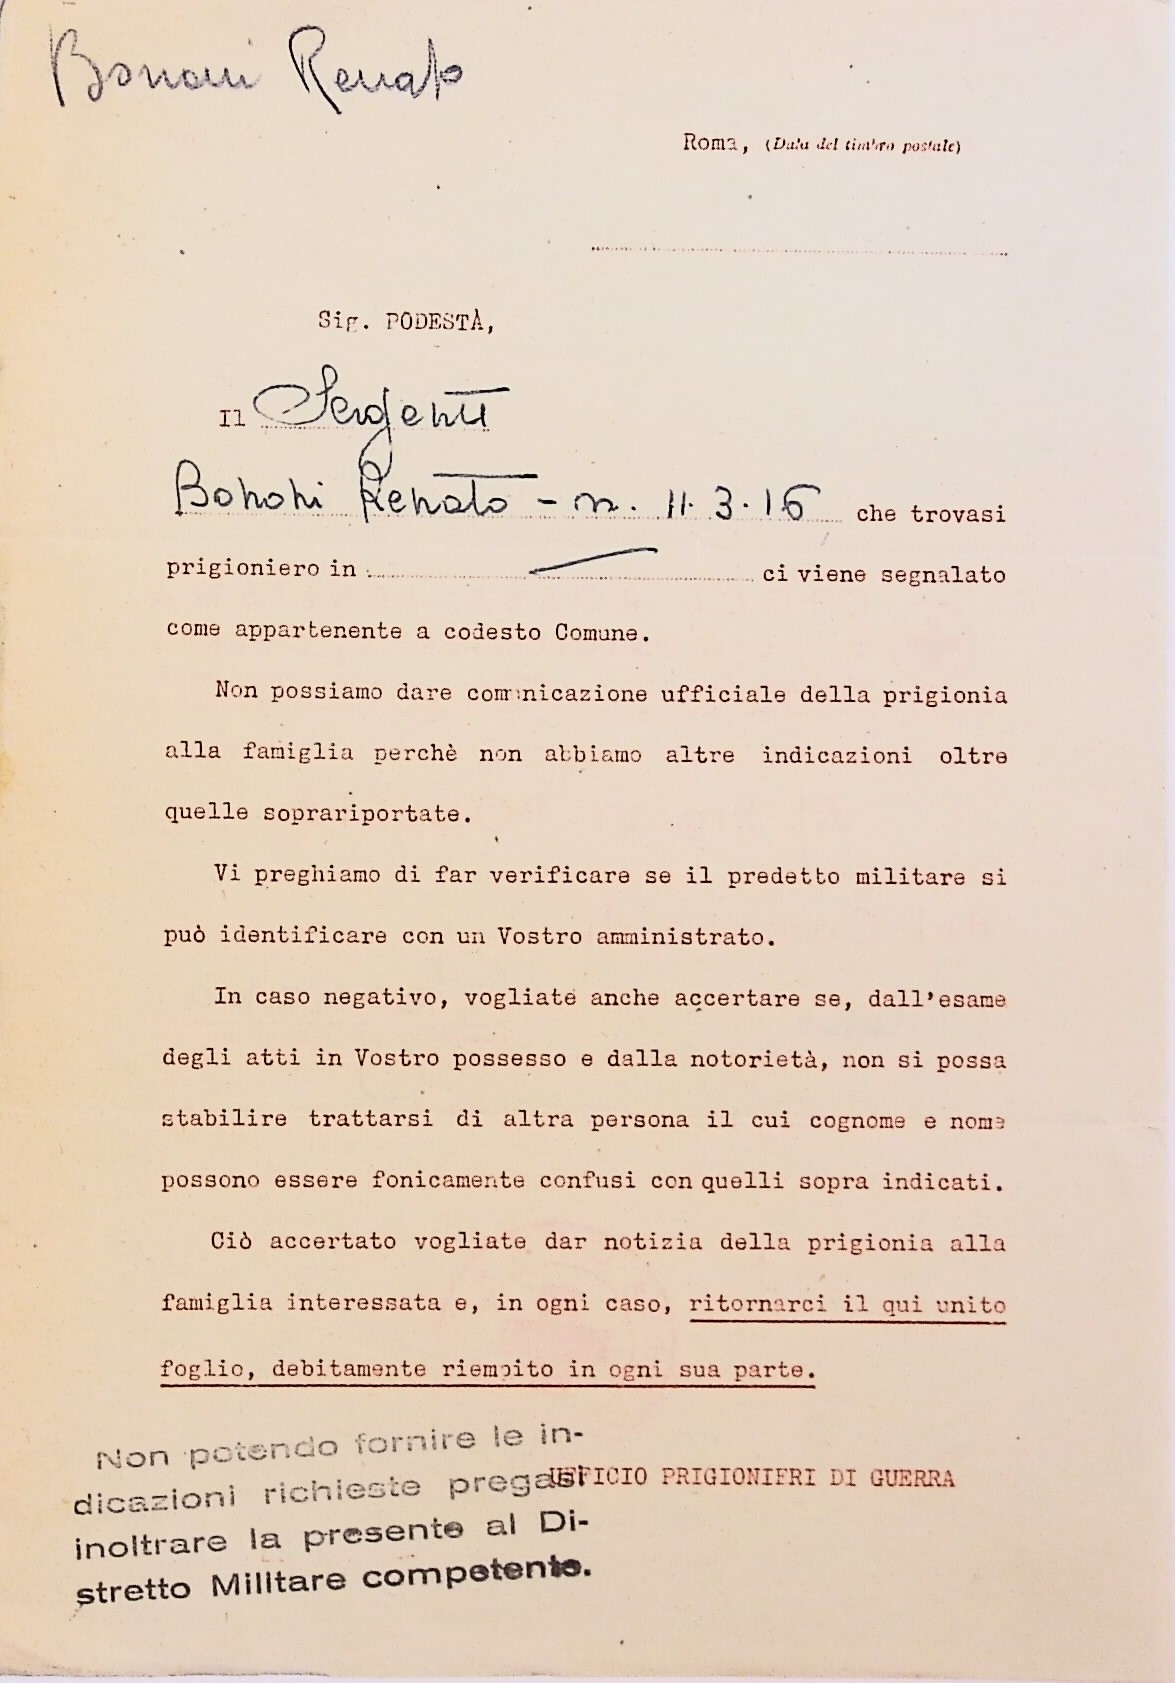 Bonani Renato
Roma, (Data del timbro postale)
Sig. PODESTÀ,
Il Sergente
Bonani Renato - n. 11.3.16 che trovasi
prigioniero in ci viene segnalato
come appartenente a codesto Comune.
Non possiamo dare comunicazione ufficiale della prigionia
alla famiglia perchè non abbiamo altre indicazioni oltre
quelle soprariportate.
Vi preghiamo di far verificare se il predetto militare si
può identificare con un Vostro amministrato.
In caso negativo, vogliate anche accertare se, dall'esame
degli atti in Vostro possesso e dalla notorietà, non si possa
stabilire trattarsi di altra persona il cui cognome e nome
possono essere fonicamente confusi con quelli sopra indicati.
Ciò accertato vogliate dar notizia della prigionia alla
famiglia interessata e, in ogni caso, ritornarci il qui unito
foglio, debitamente riempito in ogni sua parte.
UFFICIO PRIGIONIERI DI GUERRA
Non potendo fornire le in-
dicazioni richieste pregasi
inoltrare la presente al Di-
stretto Militare competente.